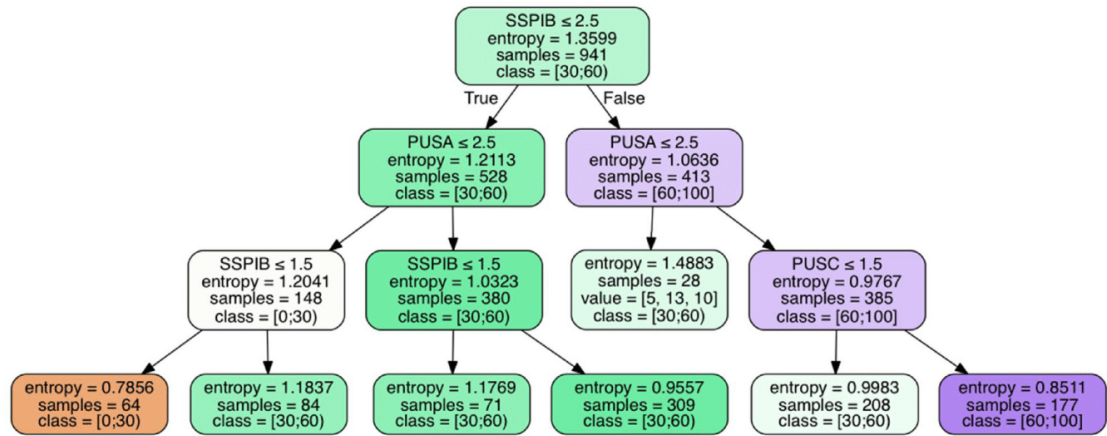 SSPIB ≤ 2.5
entropy = 1.3599
samples = 941
class = [30;60)
True
False
PUSA ≤ 2.5
entropy = 1.2113
samples = 528
class = [30;60)
PUSA ≤ 2.5
entropy = 1.0636
samples = 413
class = [60;100]
SSPIB ≤ 1.5
entropy = 1.2041
samples = 148
class = [0;30)
SSPIB ≤ 1.5
entropy = 1.0323
samples = 380
class = [30;60)
entropy = 1.4883
samples = 28
value = [5, 13, 10]
class = [30;60)
PUSC ≤ 1.5
entropy = 0.9767
samples = 385
class = [60;100]
entropy = 0.7856
samples = 64
class = [0;30)
entropy = 1.1837
samples = 84
class = [30;60)
entropy = 1.1769
samples = 71
class = [30;60)
entropy = 0.9557
samples = 309
class = [30;60)
entropy = 0.9983
samples = 208
class = [30;60)
entropy = 0.8511
samples = 177
class = [60;100]